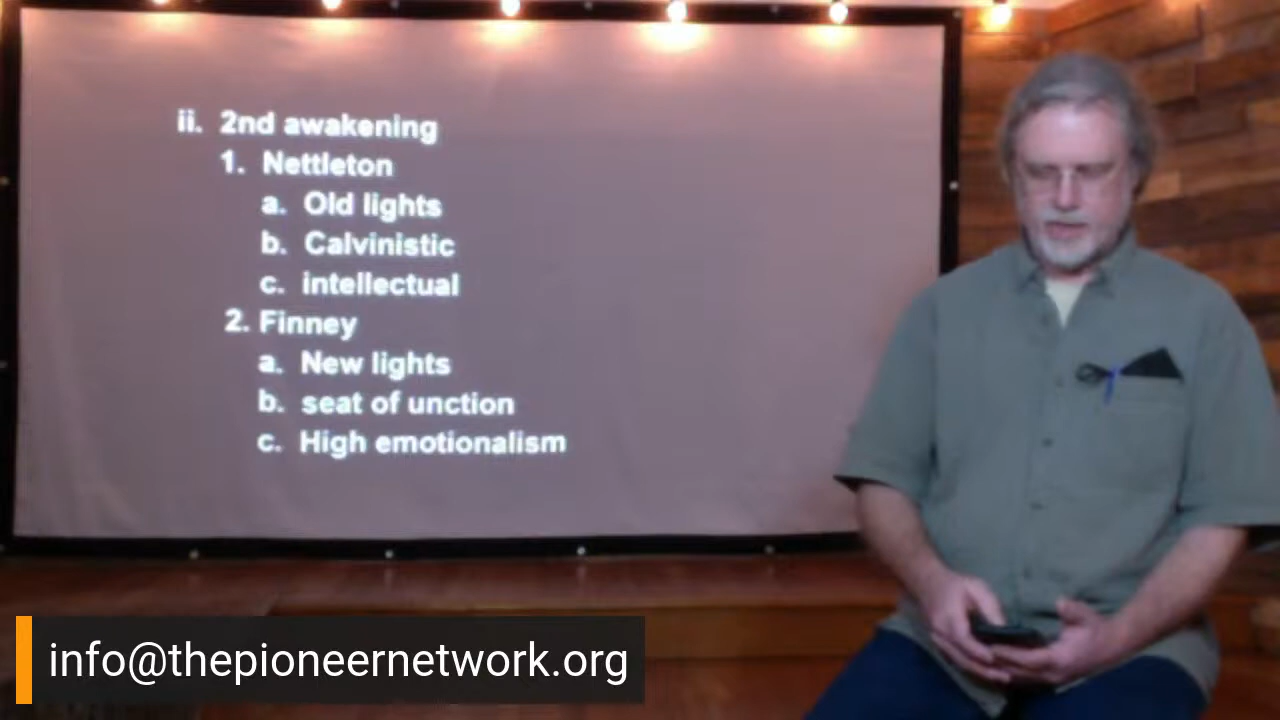 ii. 2nd awakening
1. Nettleton
a. Old lights
b. Calvinistic
c. intellectual
2. Finney
a. New lights
b. seat of unction
c. High emotionalism
info@thepioneernetwork.org